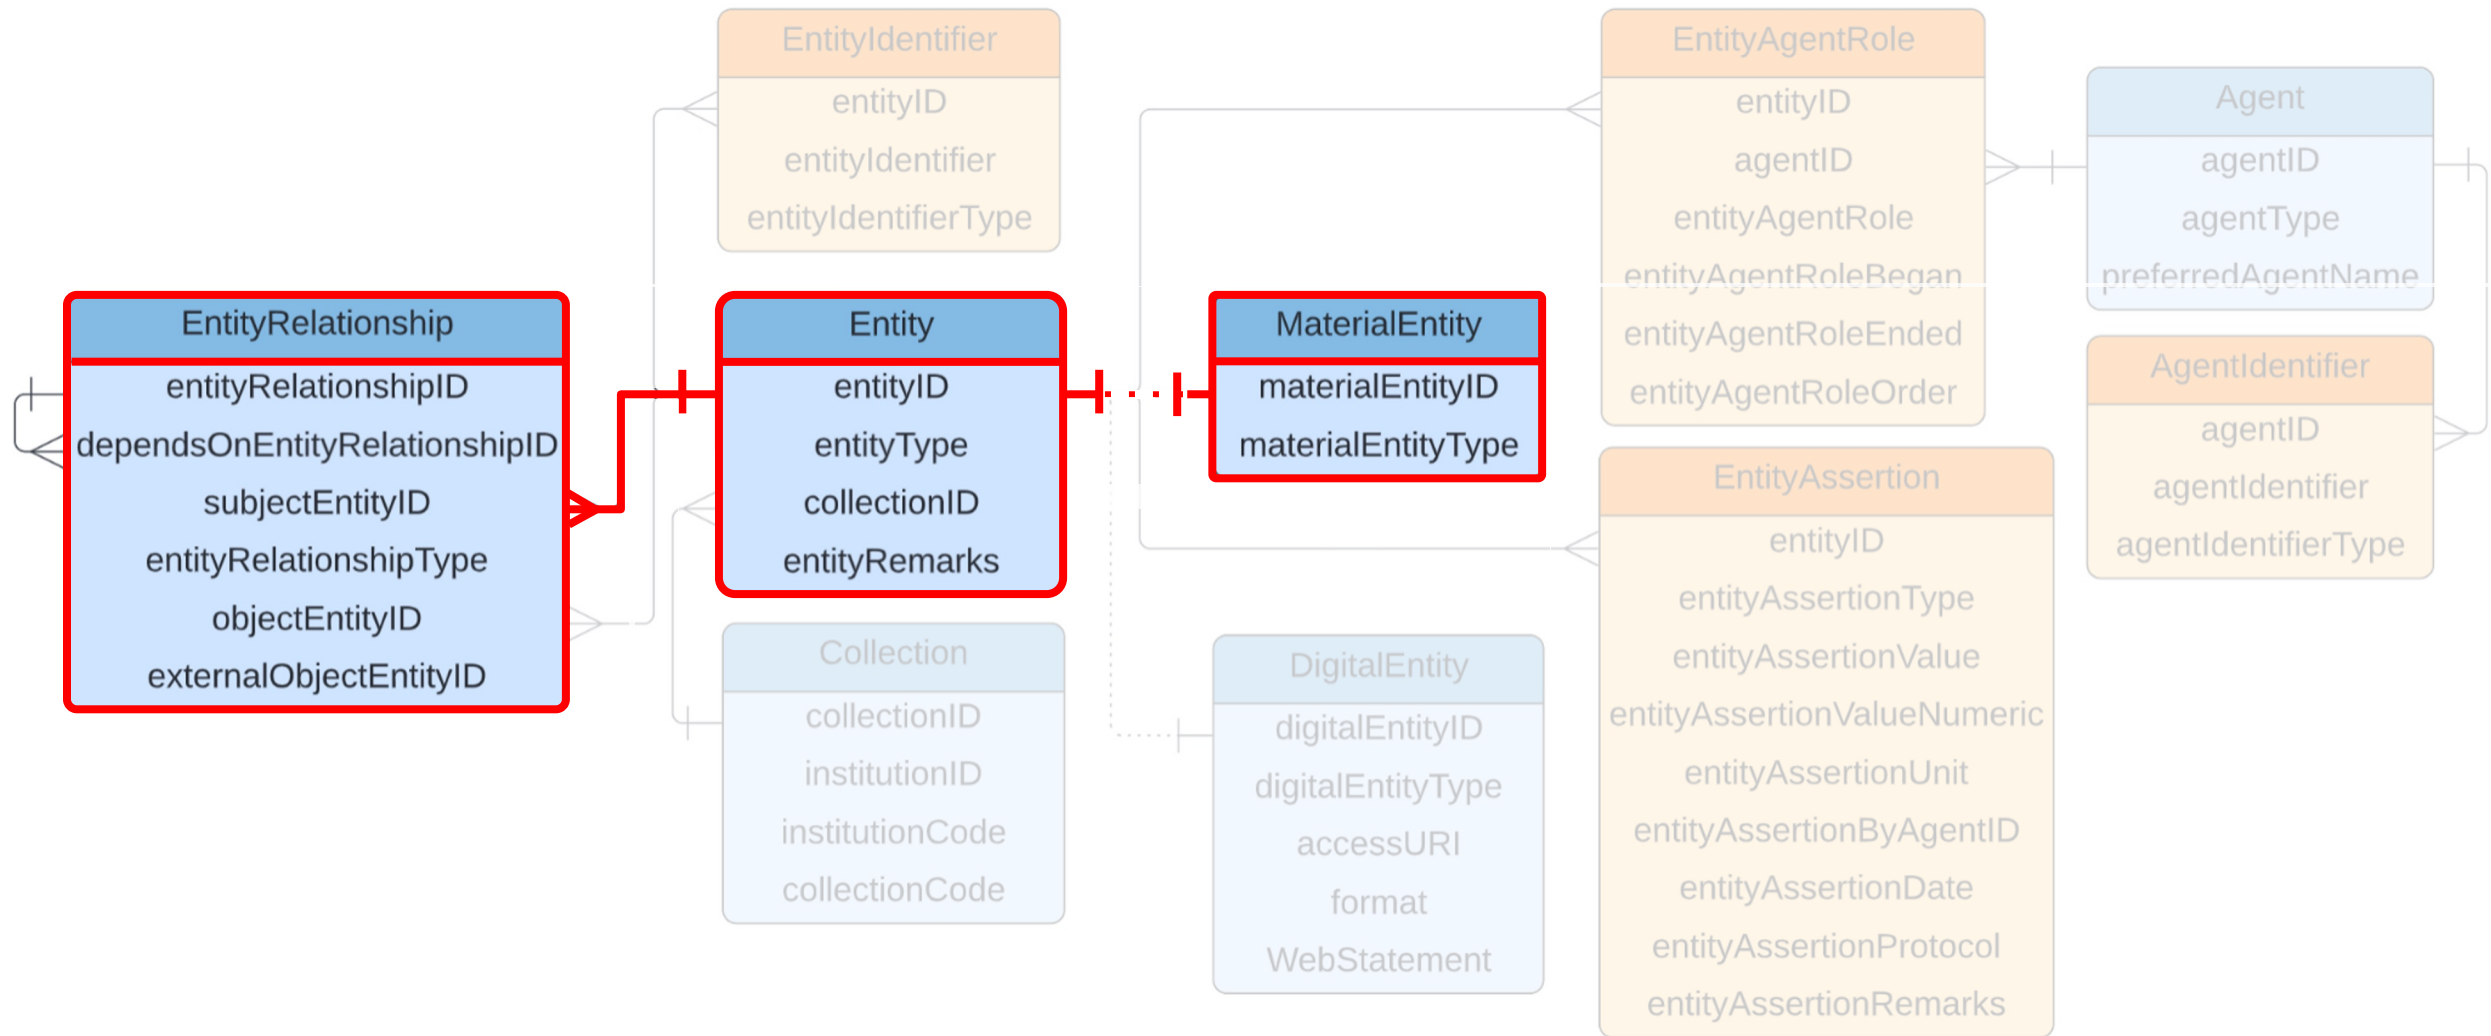 EntityIdentifier
entityID
entityIdentifier
entityIdentifierType
EntityAgentRole
entityID
agentID
entityAgentRole
entityAgentRoleBegan
entityAgentRoleEnded
entityAgentRoleOrder
Agent
agentID
agentType
preferredAgentName
EntityRelationship
entityRelationshipID
dependsOnEntityRelationshipID
subjectEntityID
entityRelationshipType
objectEntityID
externalObjectEntityID
Entity
entityID
entityType
collectionID
entityRemarks
MaterialEntity
materialEntityID
materialEntityType
AgentIdentifier
agentID
agentIdentifier
agentIdentifierType
EntityAssertion
entityID
entityAssertionType
entityAssertionValue
entityAssertionValueNumeric
entityAssertionUnit
entityAssertionByAgentID
entityAssertionDate
entityAssertionProtocol
entityAssertionRemarks
Collection
collectionID
institutionID
institutionCode
collectionCode
DigitalEntity
digitalEntityID
digitalEntityType
accessURI
format
WebStatement